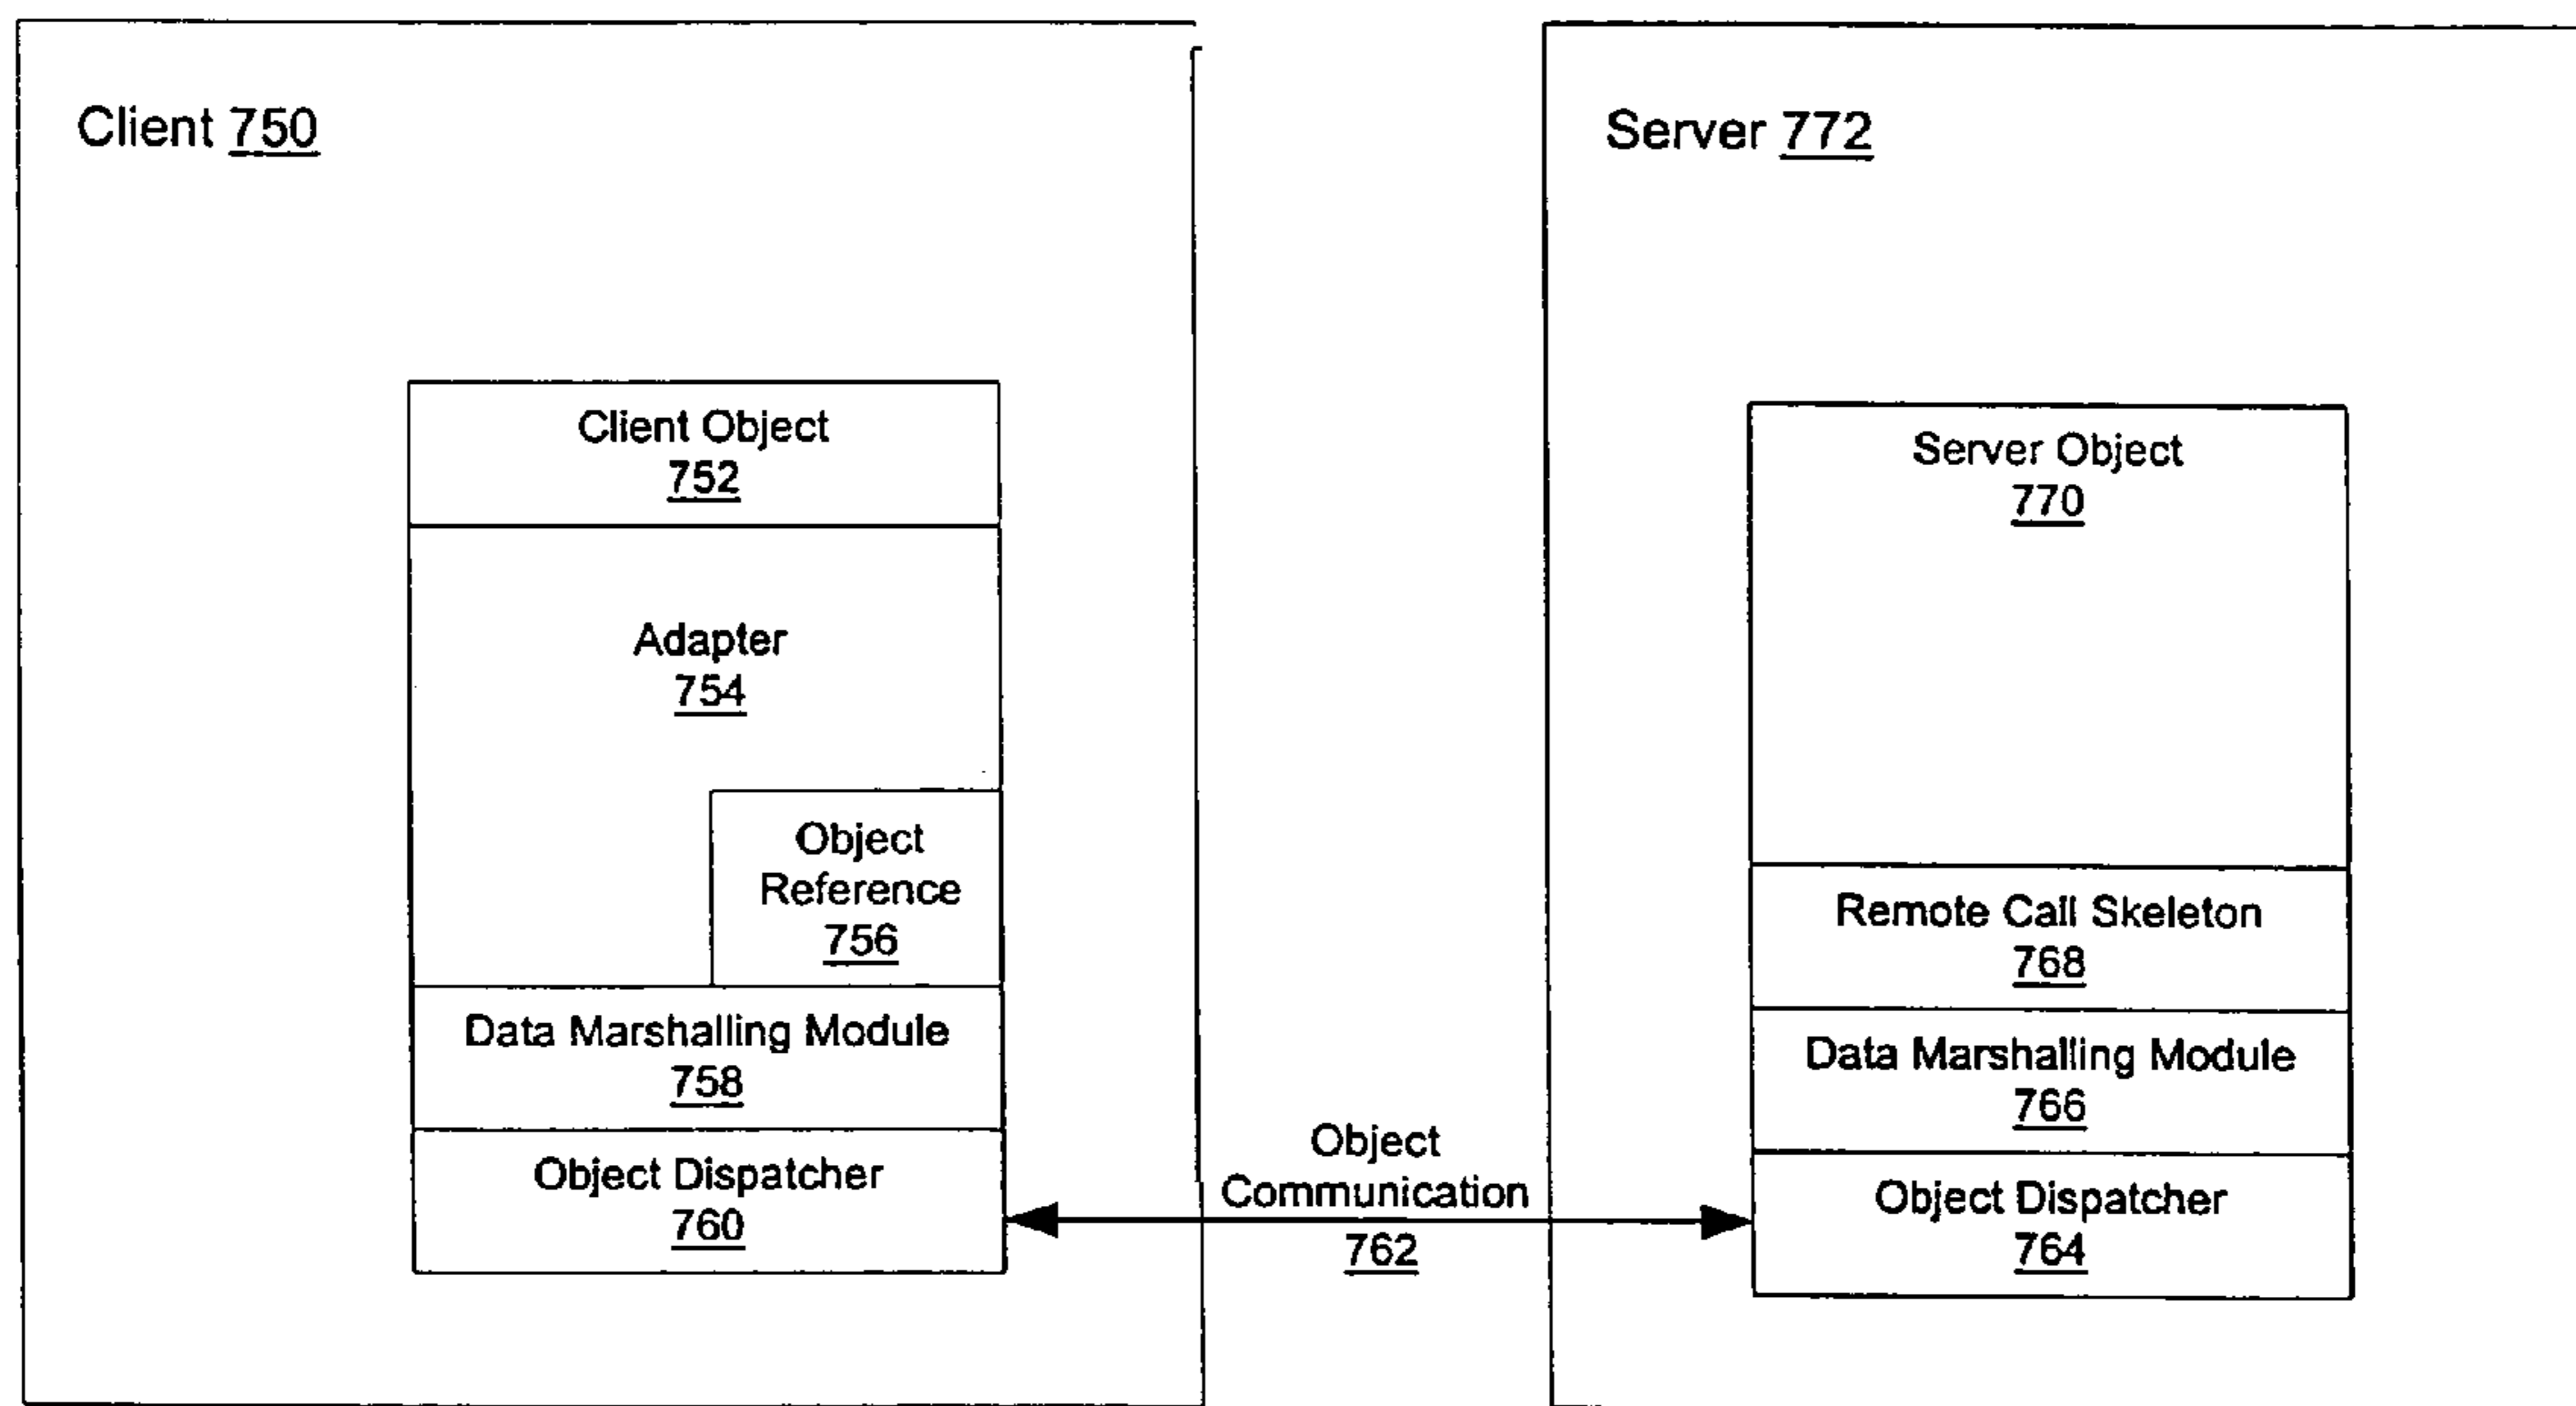 Client 750
Client Object
752
Adapter
754
Object
Reference
756
Data Marshalling Module
758
Object Dispatcher
760
Object
Communication
762
Server 772
Server Object
770
Remote Call Skeleton
768
Data Marshalling Module
766
Object Dispatcher
764